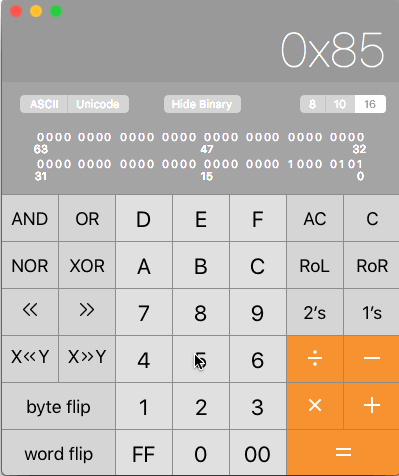 0x85
ASCII Unicode Hide Binary 8 10 16
0000 0000 0000 0000 0000 0000 0000 0000
63 47 32
0000 0000 0000 0000 0000 0000 1000 0101
31 15 0
AND OR D E F AC C
NOR XOR A B C RoL RoR
« » 7 8 9 2's 1's
X«Y X»Y 4 5 6 ÷ −
byte flip 1 2 3 × +
word flip FF 0 00 =